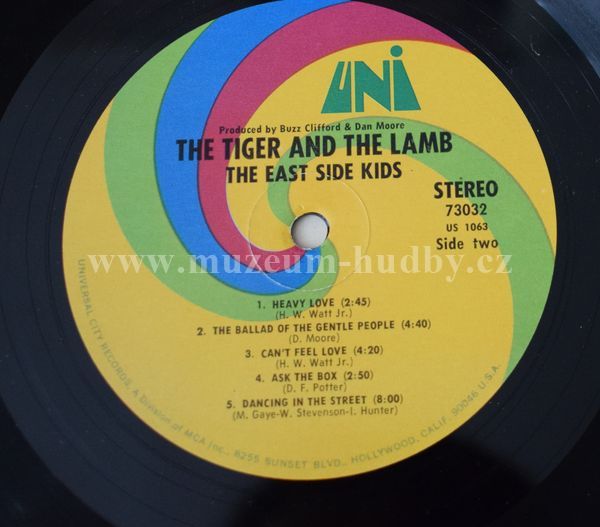 UNI
Produced by Buzz Clifford & Dan Moore
THE TIGER AND THE LAMB
THE EAST SIDE KIDS
STEREO
73032
US 1063
Side two
www.muzeum-hudby.cz
1. HEAVY LOVE (2:45)
(H. W. Watt Jr.)
2. THE BALLAD OF THE GENTLE PEOPLE (4:40)
(D. Moore)
3. CAN'T FEEL LOVE (4:20)
(H. W. Watt Jr.)
4. ASK THE BOX (2:50)
(D. F. Potter)
5. DANCING IN THE STREET (8:00)
(M. Gaye-W. Stevenson-I. Hunter)
UNIVERSAL CITY RECORDS, A Division of MCA Inc., 8255 SUNSET BLVD., HOLLYWOOD, CALIF. 90046 U.S.A.